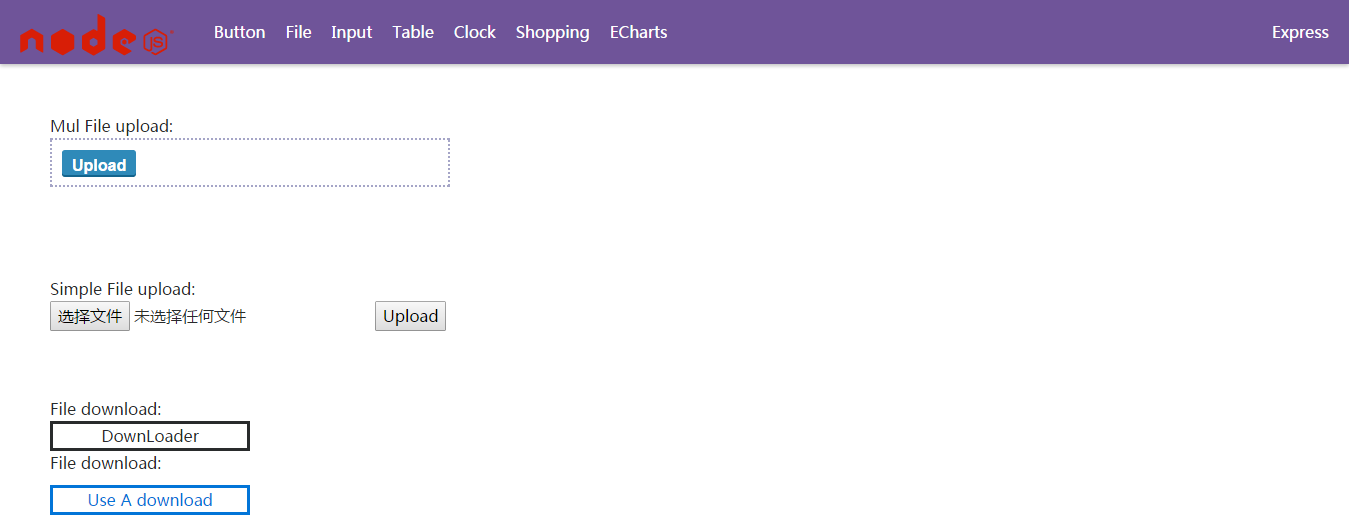 node JS
Button File Input Table Clock Shopping ECharts Express
Mul File upload:
Upload
Simple File upload:
选择文件 未选择任何文件 Upload
File download:
DownLoader
File download:
Use A download